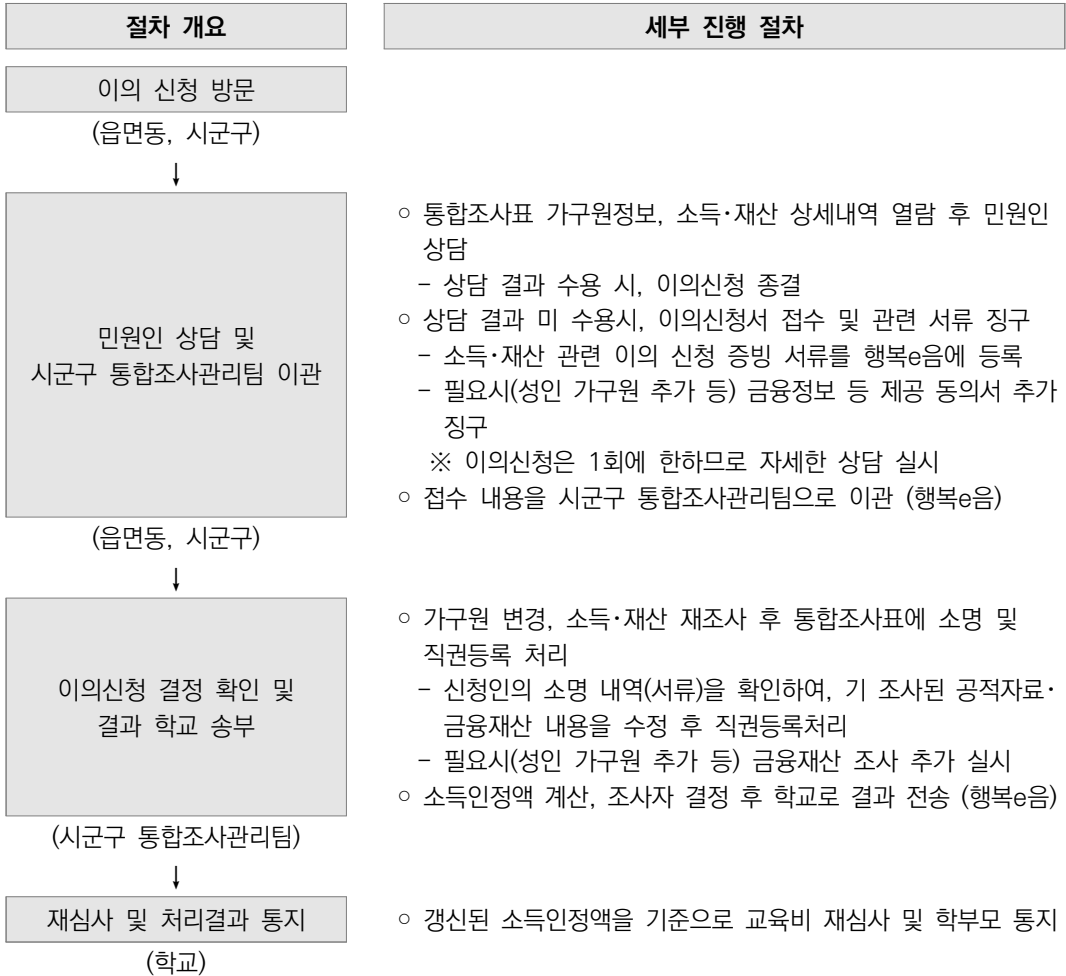 절차 개요
세부 진행 절차
이의 신청 방문
(읍면동, 시군구)
↓
민원인 상담 및
시군구 통합조사관리팀 이관
○ 통합조사표 가구원정보, 소득·재산 상세내역 열람 후 민원인
상담
- 상담 결과 수용 시, 이의신청 종결
○ 상담 결과 미 수용시, 이의신청서 접수 및 관련 서류 징구
- 소득·재산 관련 이의 신청 증빙 서류를 행복e음에 등록
- 필요시(성인 가구원 추가 등) 금융정보 등 제공 동의서 추가
징구
※ 이의신청은 1회에 한하므로 자세한 상담 실시
○ 접수 내용을 시군구 통합조사관리팀으로 이관 (행복e음)
(읍면동, 시군구)
↓
이의신청 결정 확인 및
결과 학교 송부
○ 가구원 변경, 소득·재산 재조사 후 통합조사표에 소명 및
직권등록 처리
- 신청인의 소명 내역(서류)을 확인하여, 기 조사된 공적자료·
금융재산 내용을 수정 후 직권등록처리
- 필요시(성인 가구원 추가 등) 금융재산 조사 추가 실시
○ 소득인정액 계산, 조사자 결정 후 학교로 결과 전송 (행복e음)
(시군구 통합조사관리팀)
↓
재심사 및 처리결과 통지
○ 갱신된 소득인정액을 기준으로 교육비 재심사 및 학부모 통지
(학교)